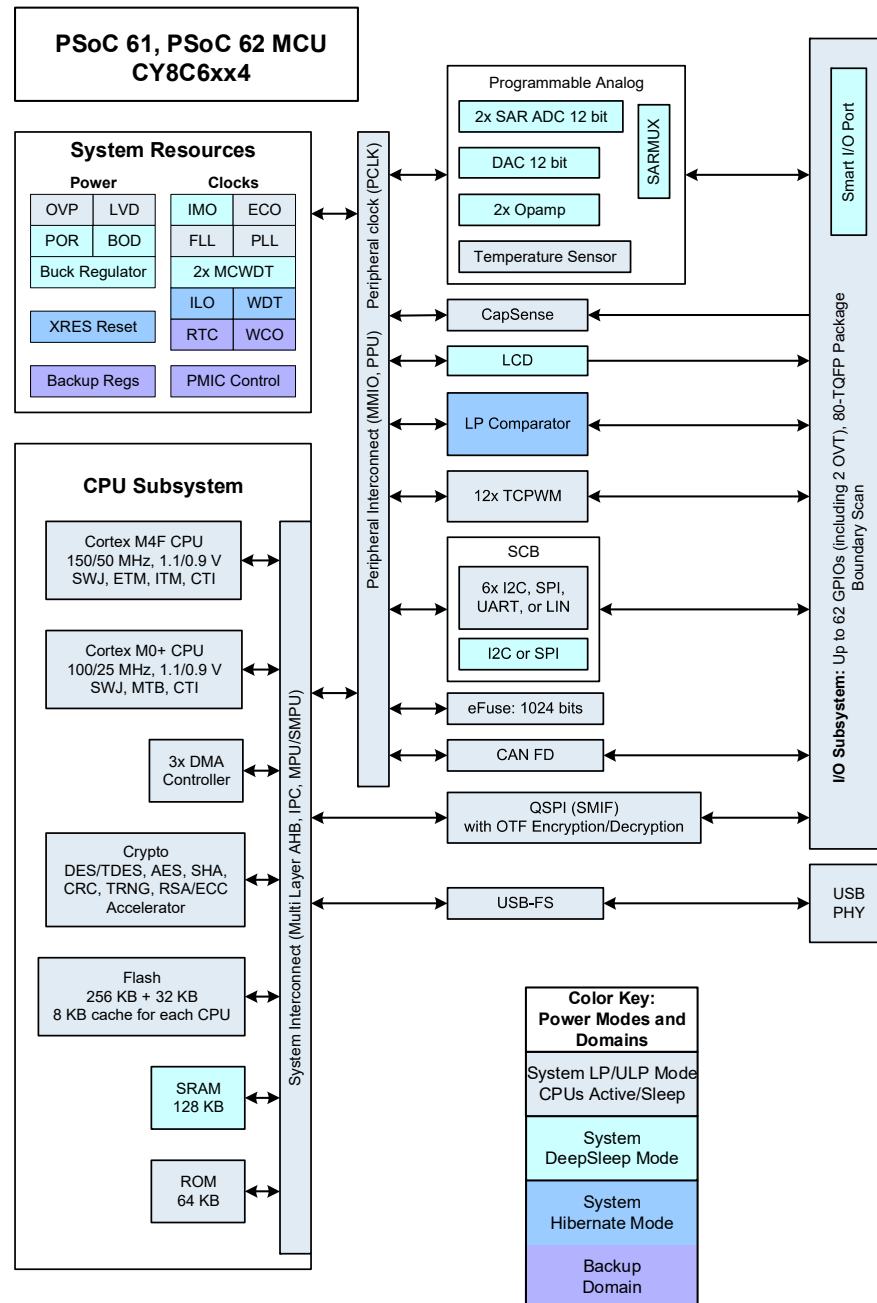 PSoC 61, PSoC 62 MCU
CY8C6xx4
System Resources
Power
Clocks
OVP
LVD
POR
BOD
Buck Regulator
XRES Reset
Backup Regs
IMO
ECO
FLL
PLL
2x MCWDT
ILO
WDT
RTC
WCO
PMIC Control
CPU Subsystem
Cortex M4F CPU
150/50 MHz, 1.1/0.9 V
SWJ, ETM, ITM, CTI
Cortex M0+ CPU
100/25 MHz, 1.1/0.9 V
SWJ, MTB, CTI
3x DMA
Controller
Crypto
DES/TDES, AES, SHA,
CRC, TRNG, RSA/ECC
Accelerator
Flash
256 KB + 32 KB
8 KB cache for each CPU
SRAM
128 KB
ROM
64 KB
System Interconnect (Multi Layer AHB, IPC, MPU/SMPU)
Peripheral Interconnect (MMIO, PPU)
Peripheral clock (PCLK)
Programmable Analog
2x SAR ADC 12 bit
DAC 12 bit
2x Opamp
Temperature Sensor
SARMUX
CapSense
LCD
LP Comparator
12x TCPWM
SCB
6x I2C, SPI,
UART, or LIN
I2C or SPI
eFuse: 1024 bits
CAN FD
QSPI (SMIF)
with OTF Encryption/Decryption
USB-FS
Smart I/O Port
I/O Subsystem: Up to 62 GPIOs (including 2 OVT), 80-TQFP Package
Boundary Scan
USB
PHY
Color Key:
Power Modes and
Domains
System LP/ULP Mode
CPUs Active/Sleep
System
DeepSleep Mode
System
Hibernate Mode
Backup
Domain